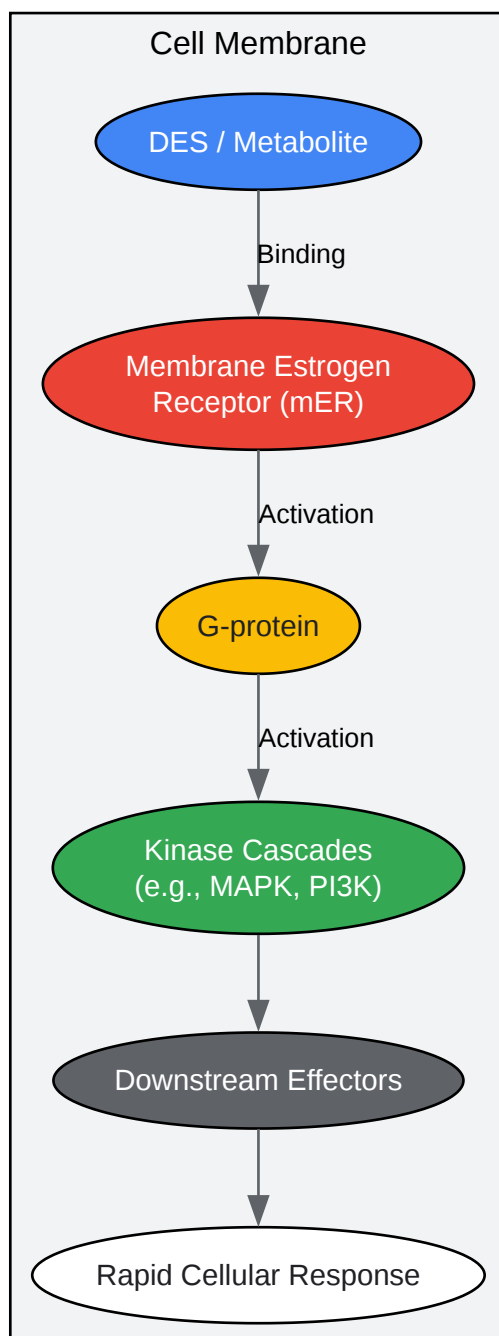 Cell Membrane
DES / Metabolite
Binding
Membrane Estrogen
Receptor (mER)
Activation
G-protein
Activation
Kinase Cascades
(e.g., MAPK, PI3K)
Downstream Effectors
Rapid Cellular Response